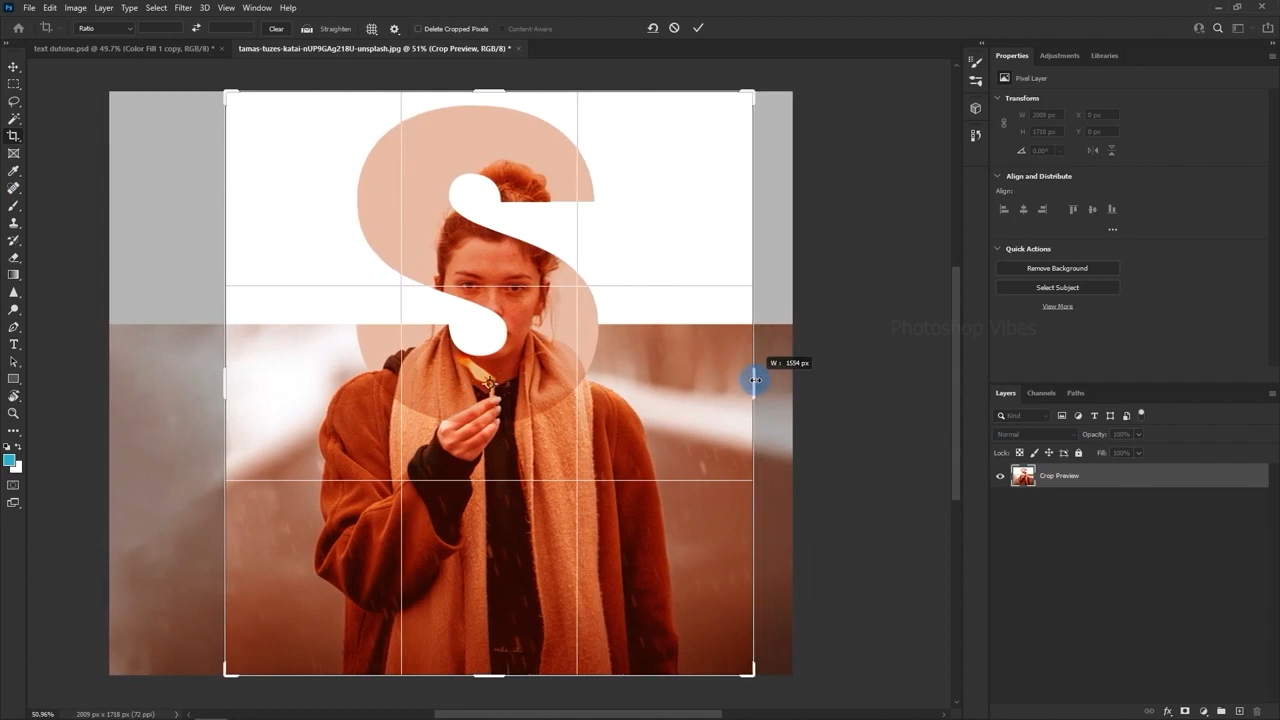 Ps File Edit Image Layer Type Select Filter 3D View Window Help
Ratio Clear Straighten Delete Cropped Pixels Content-Aware
text dutone.psd @ 49.7% (Color Fill 1 copy, RGB/8) * × tamas-tuzes-katai-nUP9GAg218U-unsplash.jpg @ 51% (Crop Preview, RGB/8) * ×
Properties Adjustments Libraries
Pixel Layer
Transform
W 2009 px X 0 px
H 1718 px Y 0 px
0.00°
Align and Distribute
Align:
Quick Actions
Remove Background
Select Subject
View More
Photoshop Vibes
S
W : 1554 px
Layers Channels Paths
Kind
Normal Opacity: 100%
Lock: Fill: 100%
Crop Preview
T
50.96% 2009 px x 1718 px (72 ppi)
fx